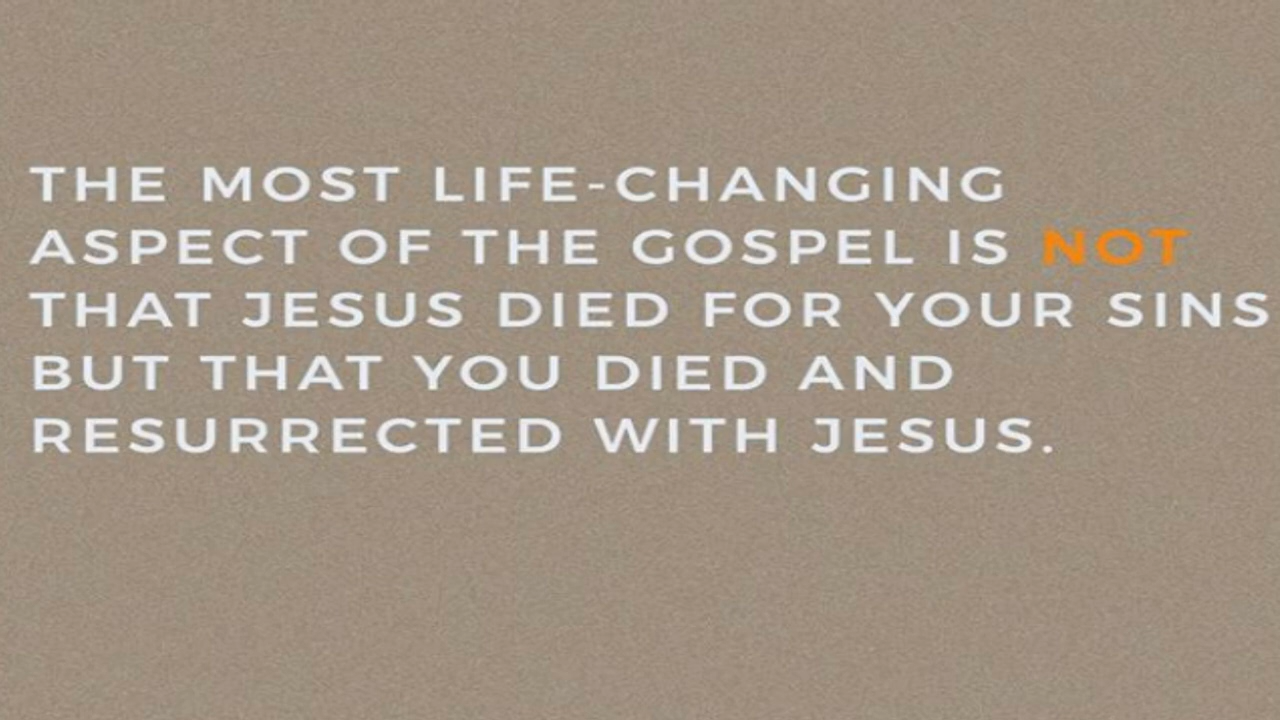 THE MOST LIFE-CHANGING
ASPECT OF THE GOSPEL IS NOT
THAT JESUS DIED FOR YOUR SINS
BUT THAT YOU DIED AND
RESURRECTED WITH JESUS.